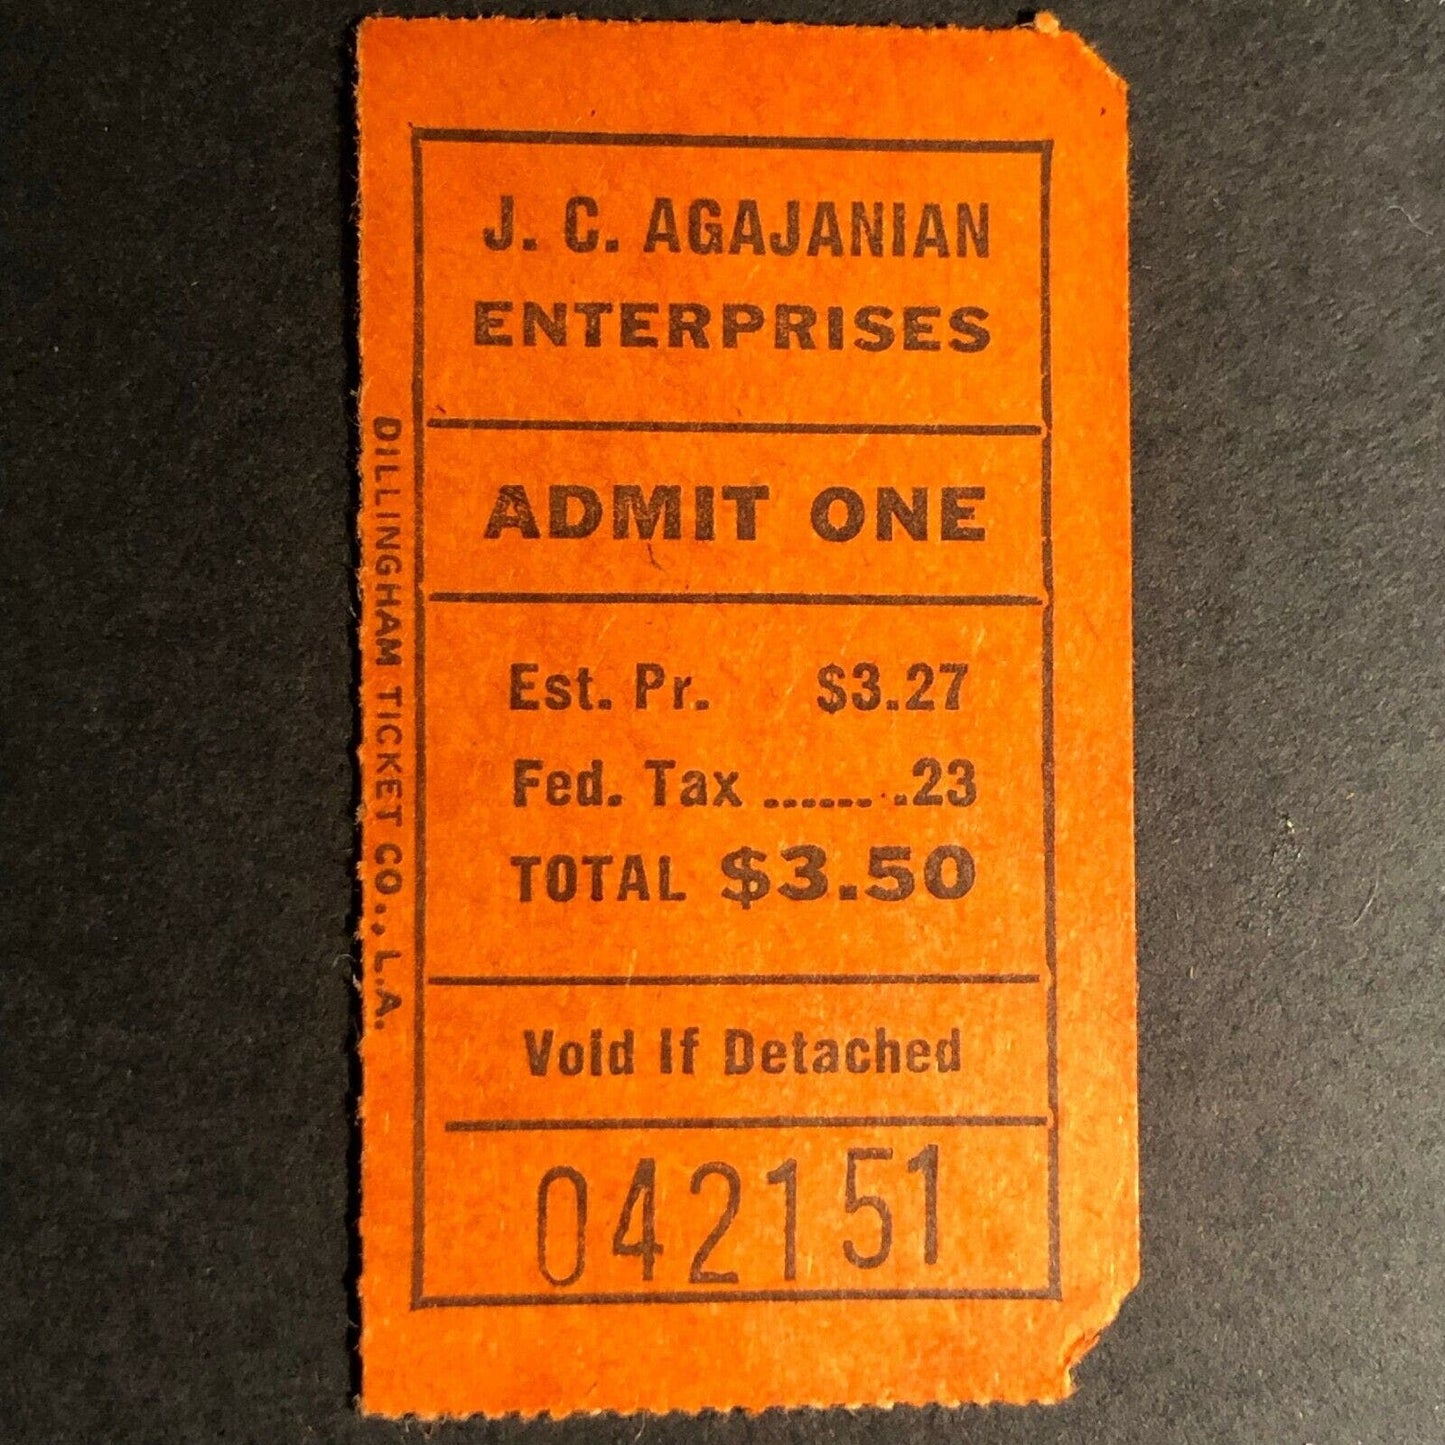 J. C. AGAJANIAN
ENTERPRISES
ADMIT ONE
Est. Pr. $3.27
Fed. Tax ...... .23
TOTAL $3.50
Void If Detached
042151
DILLINGHAM TICKET CO., L.A.